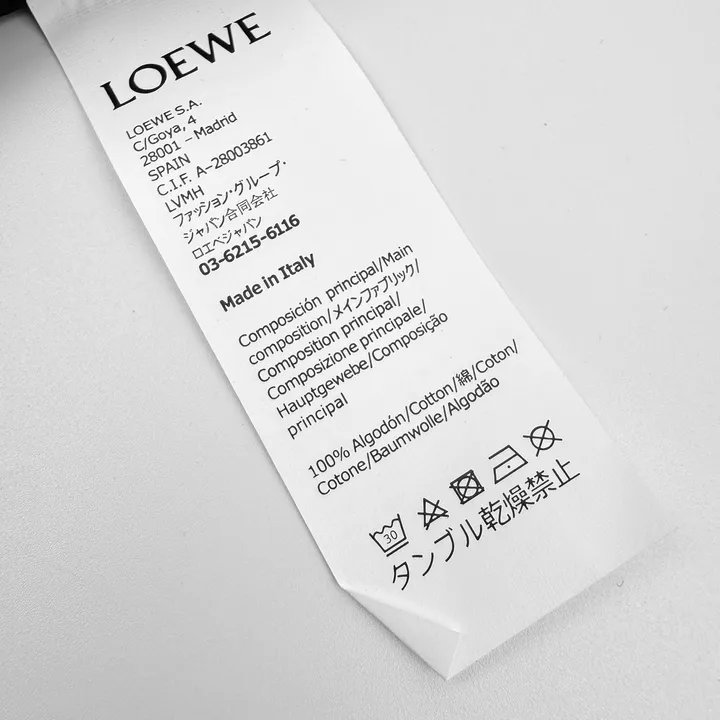 LOEWE
LOEWE S.A.
C/Goya, 4
28001 - Madrid
SPAIN
C.I.F. A-28003861
LVMH
ファッション・グループ・
ジャパン合同会社
ロエベジャパン
03-6215-6116
Made in Italy
Composición principal/Main
composition/メインファブリック/
Composition principal/
Composizione principale/
Hauptgewebe/Composição
principal
100% Algodón/Cotton/綿/Coton/
Cotone/Baumwolle/Algodão
30
タンブル乾燥禁止